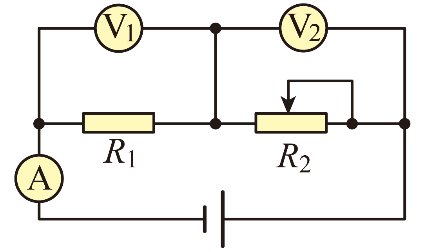 V₁ V₂
R₁ R₂
A